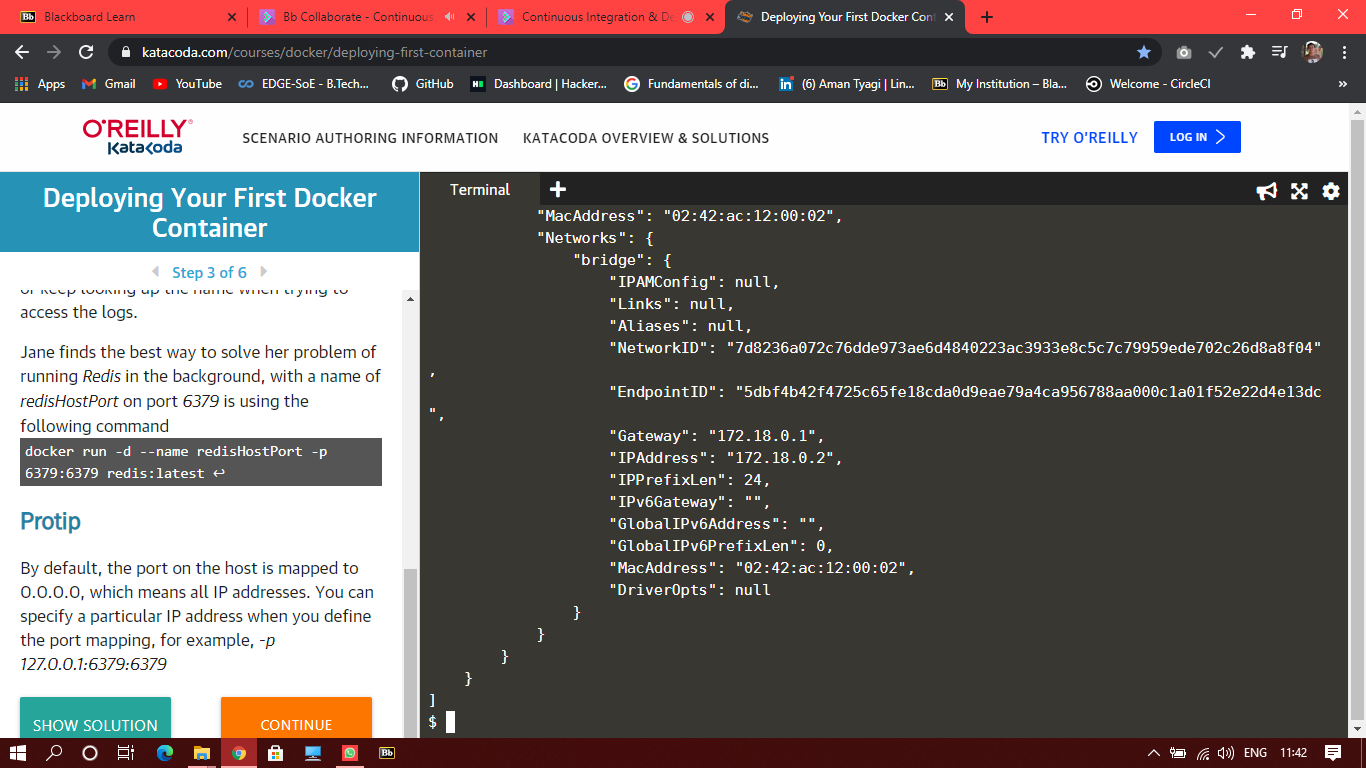 Blackboard Learn
Bb Collaborate - Continuous
Continuous Integration & De
Deploying Your First Docker Cont
katacoda.com/courses/docker/deploying-first-container
Apps
Gmail
YouTube
EDGE-SoE - B.Tech...
GitHub
Dashboard | Hacker...
Fundamentals of di...
(6) Aman Tyagi | Lin...
My Institution – Bla...
Welcome - CircleCI
»
O'REILLY
Katacoda
SCENARIO AUTHORING INFORMATION
KATACODA OVERVIEW & SOLUTIONS
TRY O'REILLY
LOG IN
Deploying Your First Docker
Container
Step 3 of 6
or keep looking up the name when trying to
access the logs.
Jane finds the best way to solve her problem of
running Redis in the background, with a name of
redisHostPort on port 6379 is using the
following command
docker run -d --name redisHostPort -p
6379:6379 redis:latest ↩
Protip
By default, the port on the host is mapped to
0.0.0.0, which means all IP addresses. You can
specify a particular IP address when you define
the port mapping, for example, -p
127.0.0.1:6379:6379
SHOW SOLUTION
CONTINUE
Terminal
"MacAddress": "02:42:ac:12:00:02",
"Networks": {
"bridge": {
"IPAMConfig": null,
"Links": null,
"Aliases": null,
"NetworkID": "7d8236a072c76dde973ae6d4840223ac3933e8c5c7c79959ede702c26d8a8f04"
,
"EndpointID": "5dbf4b42f4725c65fe18cda0d9eae79a4ca956788aa000c1a01f52e22d4e13dc
",
"Gateway": "172.18.0.1",
"IPAddress": "172.18.0.2",
"IPPrefixLen": 24,
"IPv6Gateway": "",
"GlobalIPv6Address": "",
"GlobalIPv6PrefixLen": 0,
"MacAddress": "02:42:ac:12:00:02",
"DriverOpts": null
}
}
}
}
]
$
ENG
11:42